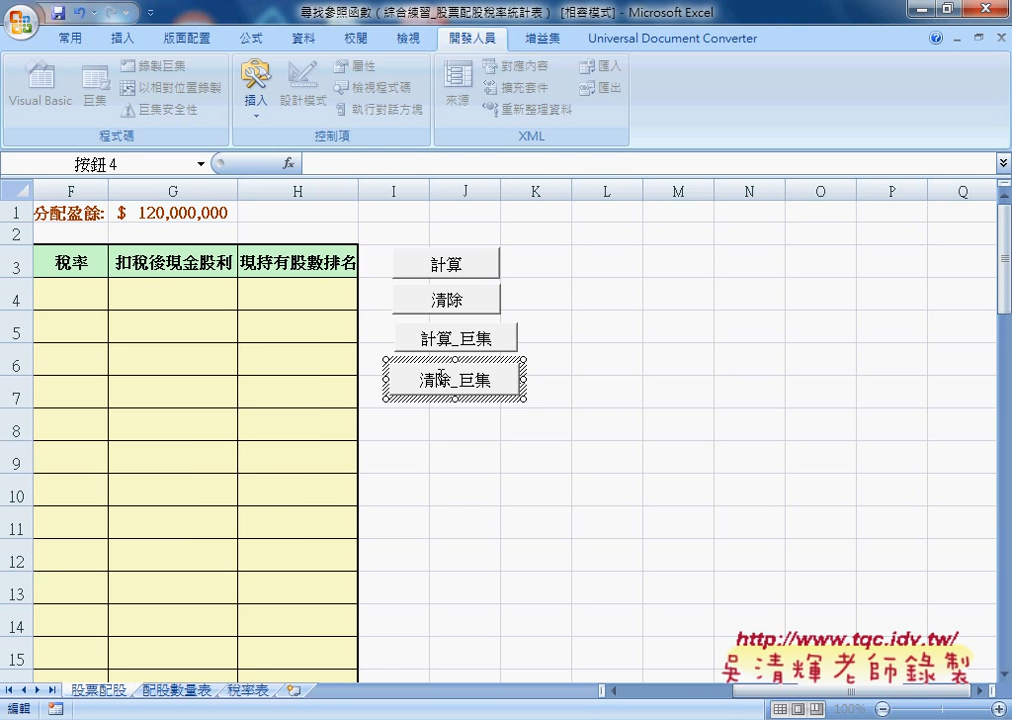 尋找參照函數（綜合練習_股票配股稅率統計表） [相容模式] - Microsoft Excel
常用 插入 版面配置 公式 資料 校閱 檢視 開發人員 增益集 Universal Document Converter
Visual Basic 巨集 錄製巨集 以相對位置錄製 巨集安全性 程式碼
插入 設計模式 屬性 檢視程式碼 執行對話方塊 控制項
來源 對應內容 擴充套件 重新整理資料 匯入 匯出 XML
按鈕 4 fx
F G H I J K L M N O P Q
1 分配盈餘: $ 120,000,000
2
3 稅率 扣稅後現金股利 現持有股數排名 計算
4 清除
5 計算_巨集
6 清除_巨集
7
8
9
10
11
12
13
14
15
http://www.tqc.idv.tw/
吳清輝老師錄製
股票配股 配股數量表 稅率表
編輯 100%